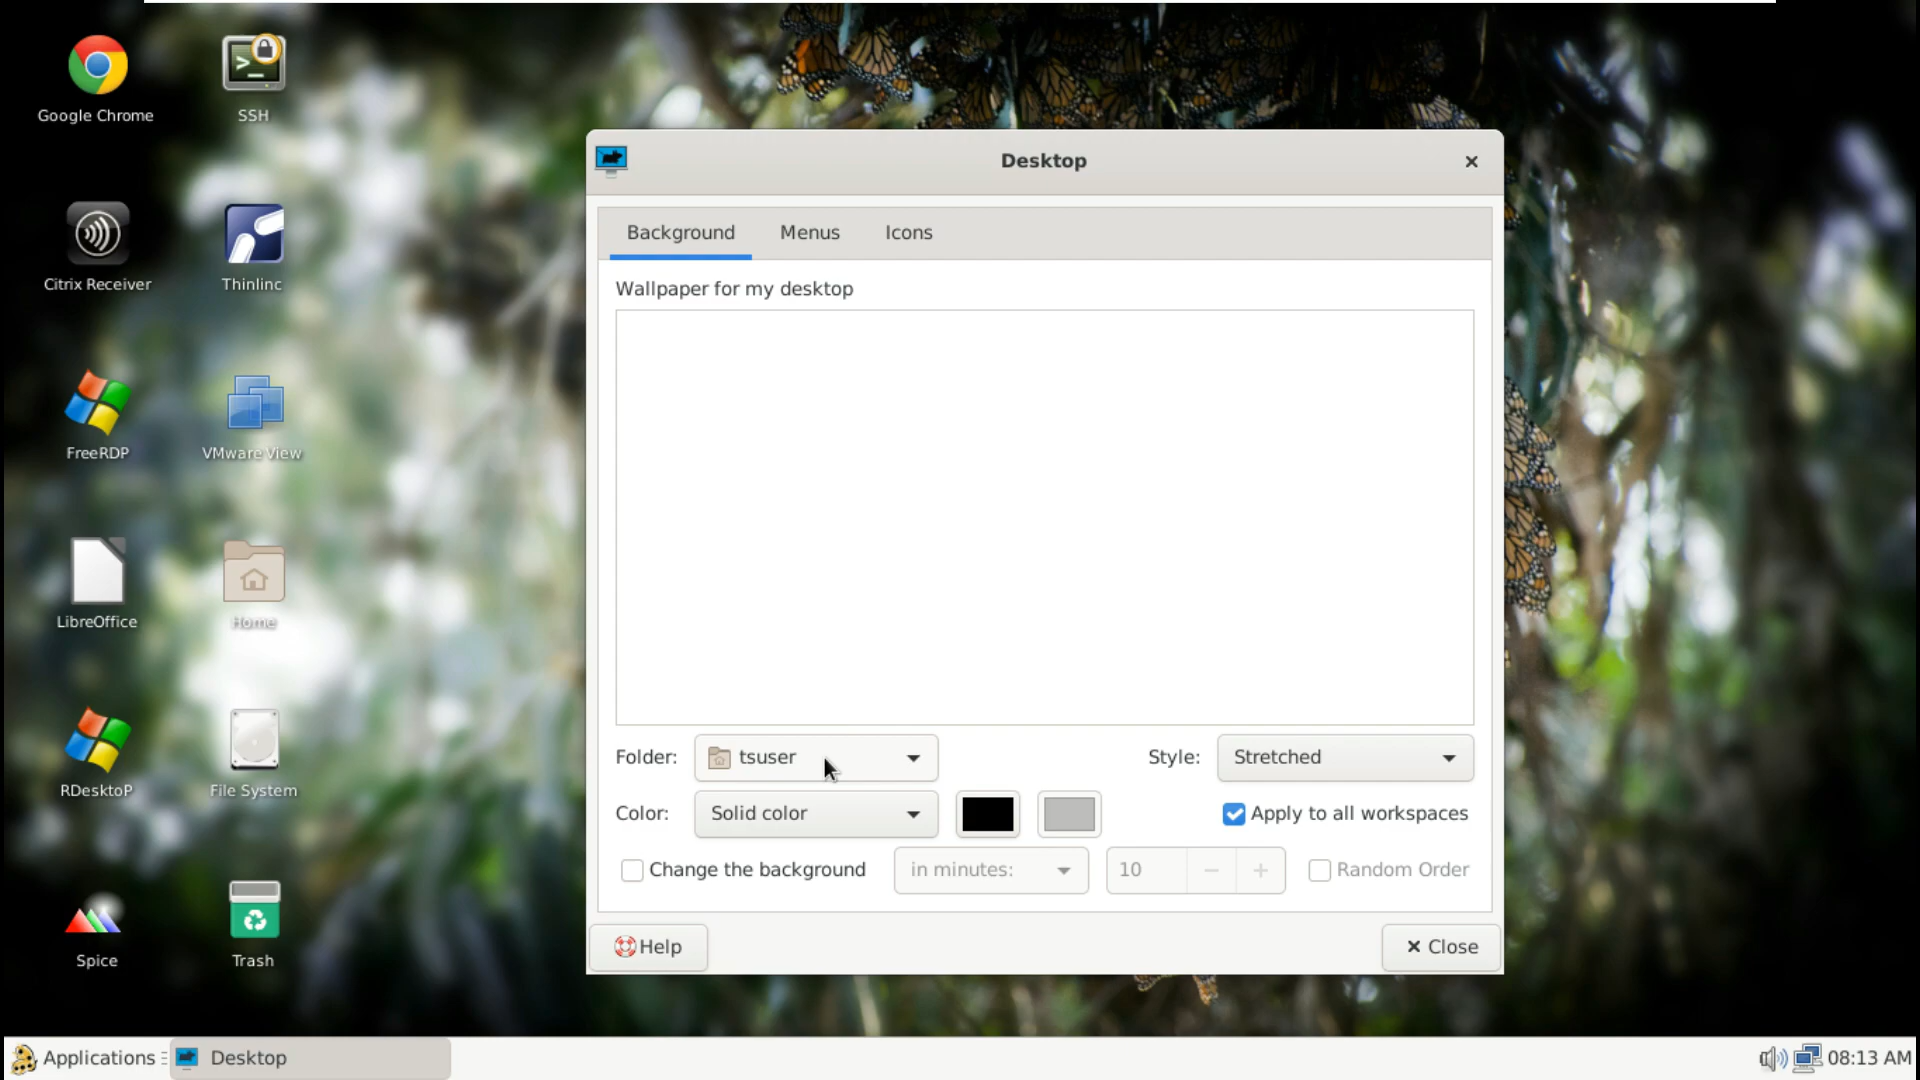 Google Chrome
SSH
Citrix Receiver
Thinlinc
FreeRDP
VMware View
LibreOffice
Home
RDesktoP
File System
Spice
Trash
Desktop
Background Menus Icons
Wallpaper for my desktop
Folder: tsuser Style: Stretched
Color: Solid color Apply to all workspaces
Change the background in minutes: 10 Random Order
Help Close
Applications Desktop 08:13 AM